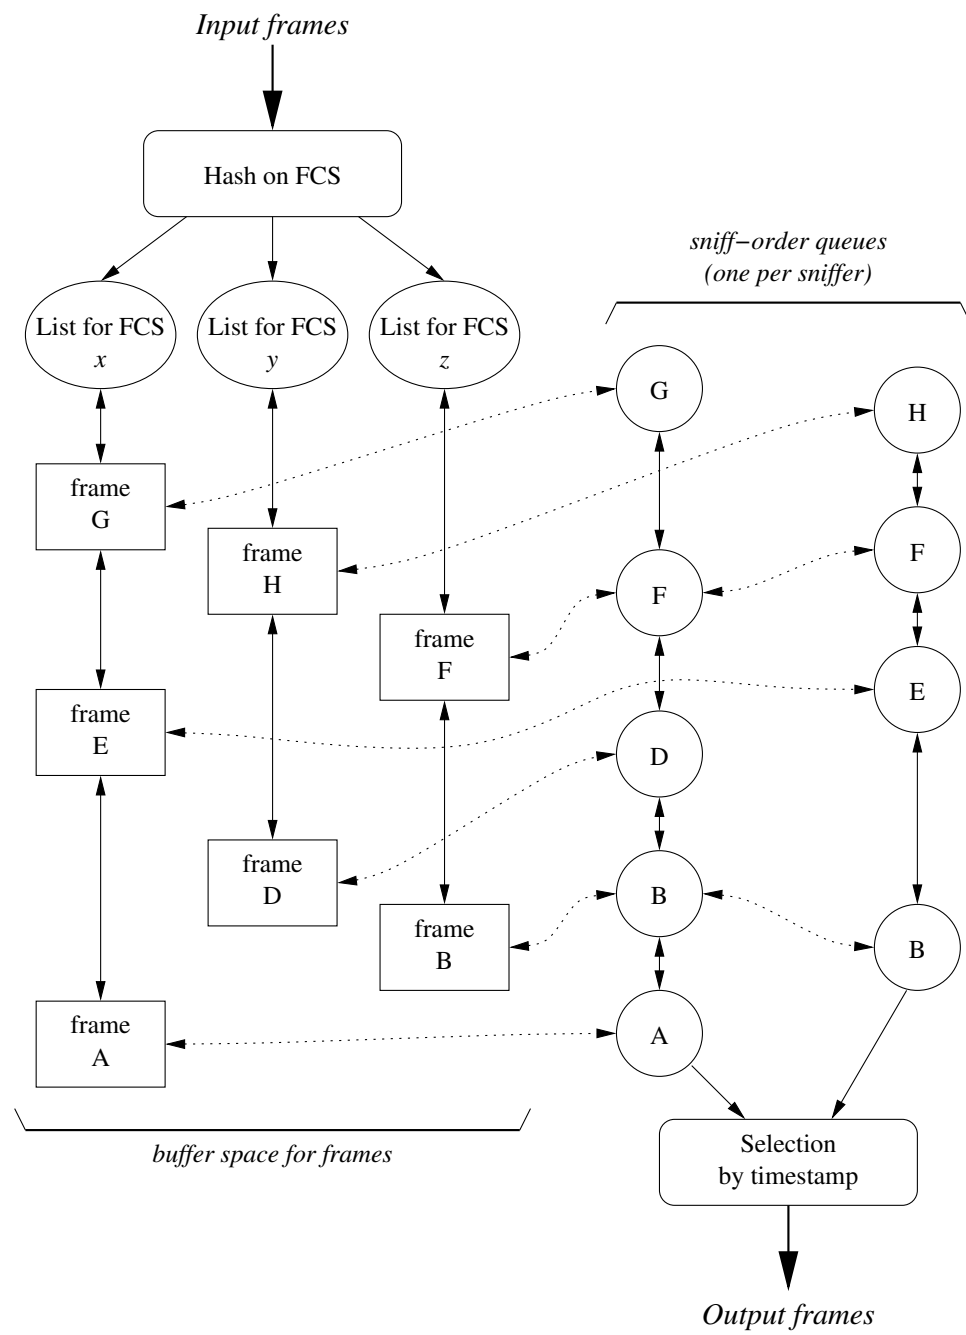 Input frames
Hash on FCS
sniff−order queues
(one per sniffer)
List for FCS
x
List for FCS
y
List for FCS
z
G
H
frame
G
frame
H
F
F
frame
F
E
frame
E
D
frame
D
B
frame
B
B
frame
A
A
buffer space for frames
Selection
by timestamp
Output frames